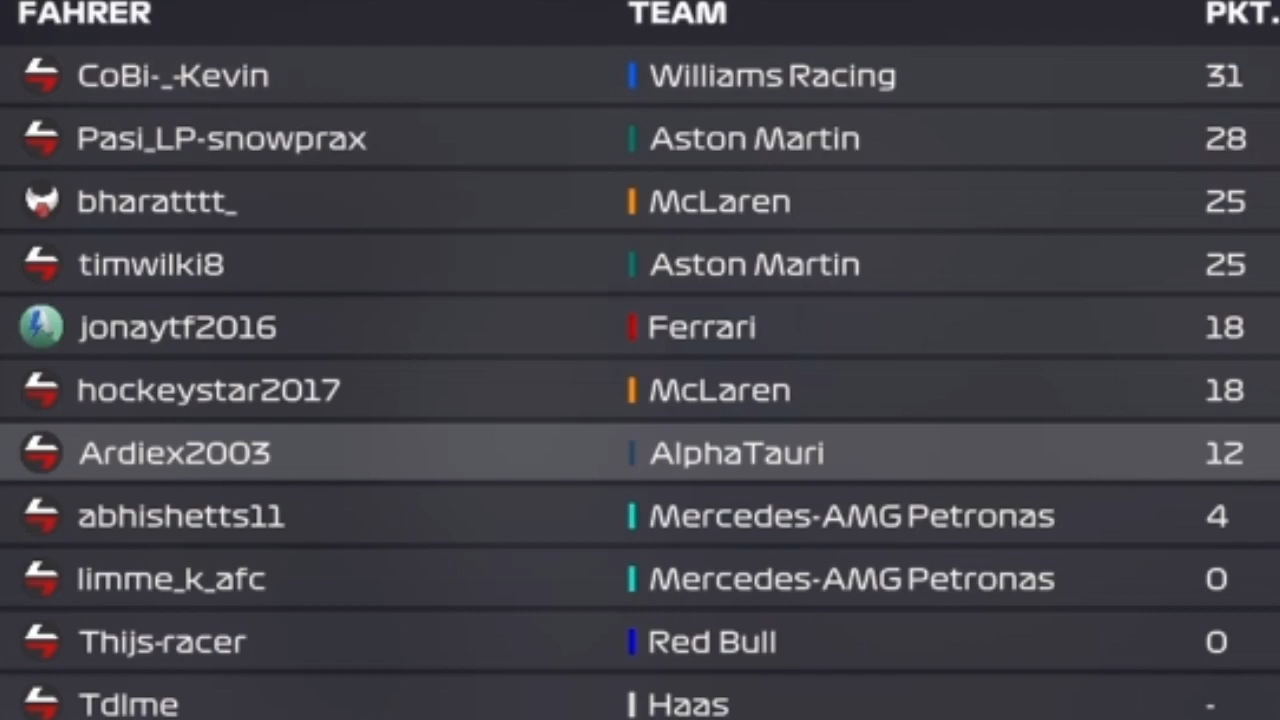 FAHRER TEAM PKT.
CoBi-_-Kevin Williams Racing 31
Pasi_LP-snowprax Aston Martin 28
bharatttt_ McLaren 25
timwilki8 Aston Martin 25
jonaytf2016 Ferrari 18
hockeystar2017 McLaren 18
Ardiex2003 AlphaTauri 12
abhishetts11 Mercedes-AMG Petronas 4
limme_k_afc Mercedes-AMG Petronas 0
Thijs-racer Red Bull 0
Tdlme Haas -